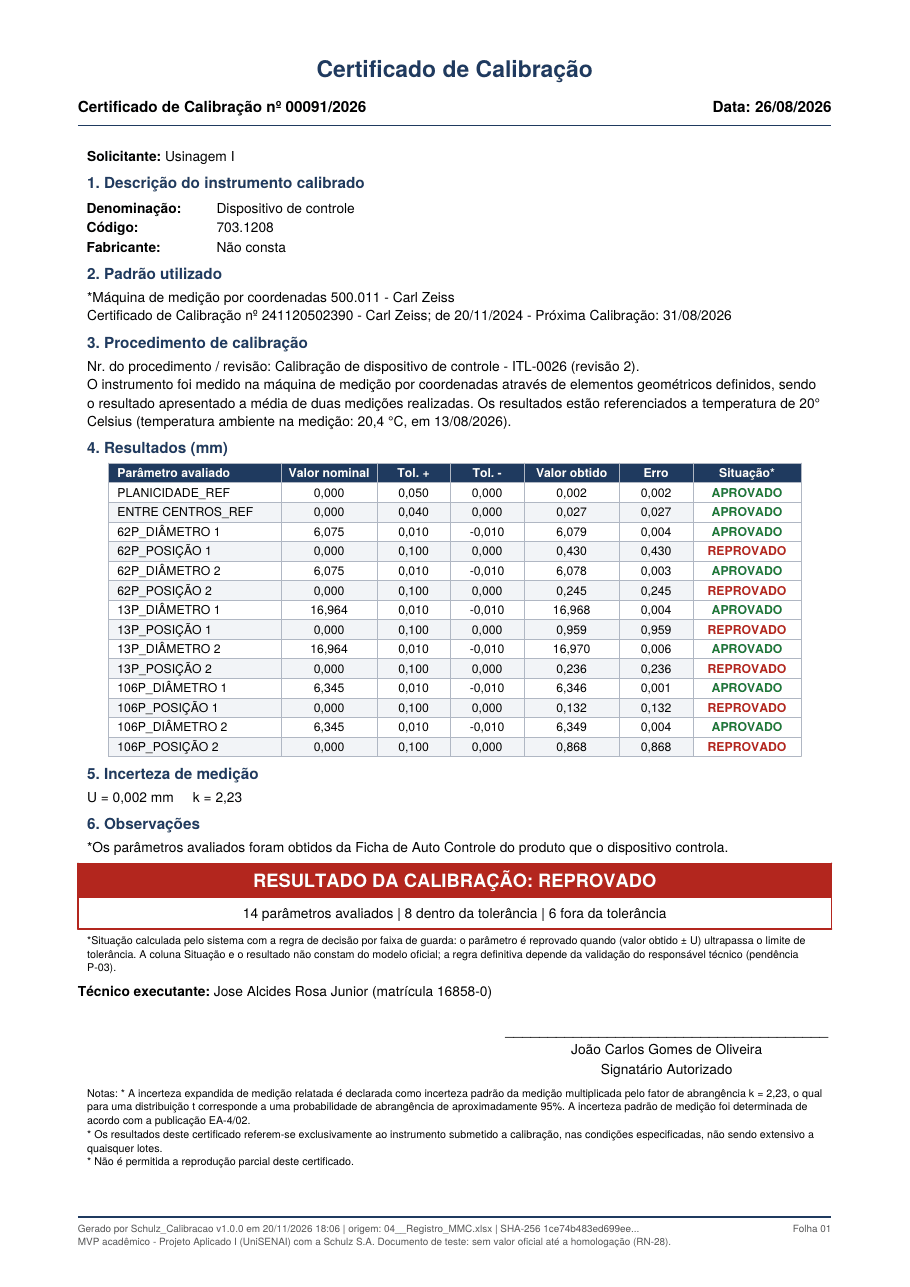 Certificado de Calibração
Certificado de Calibração nº 00091/2026 Data: 26/08/2026
Solicitante: Usinagem I
1. Descrição do instrumento calibrado
Denominação: Dispositivo de controle
Código: 703.1208
Fabricante: Não consta
2. Padrão utilizado
*Máquina de medição por coordenadas 500.011 - Carl Zeiss
Certificado de Calibração nº 241120502390 - Carl Zeiss; de 20/11/2024 - Próxima Calibração: 31/08/2026
3. Procedimento de calibração
Nr. do procedimento / revisão: Calibração de dispositivo de controle - ITL-0026 (revisão 2).
O instrumento foi medido na máquina de medição por coordenadas através de elementos geométricos definidos, sendo
o resultado apresentado a média de duas medições realizadas. Os resultados estão referenciados a temperatura de 20°
Celsius (temperatura ambiente na medição: 20,4 °C, em 13/08/2026).
4. Resultados (mm)
Parâmetro avaliado Valor nominal Tol. + Tol. - Valor obtido Erro Situação*
PLANICIDADE_REF 0,000 0,050 0,000 0,002 0,002 APROVADO
ENTRE CENTROS_REF 0,000 0,040 0,000 0,027 0,027 APROVADO
62P_DIÂMETRO 1 6,075 0,010 -0,010 6,079 0,004 APROVADO
62P_POSIÇÃO 1 0,000 0,100 0,000 0,430 0,430 REPROVADO
62P_DIÂMETRO 2 6,075 0,010 -0,010 6,078 0,003 APROVADO
62P_POSIÇÃO 2 0,000 0,100 0,000 0,245 0,245 REPROVADO
13P_DIÂMETRO 1 16,964 0,010 -0,010 16,968 0,004 APROVADO
13P_POSIÇÃO 1 0,000 0,100 0,000 0,959 0,959 REPROVADO
13P_DIÂMETRO 2 16,964 0,010 -0,010 16,970 0,006 APROVADO
13P_POSIÇÃO 2 0,000 0,100 0,000 0,236 0,236 REPROVADO
106P_DIÂMETRO 1 6,345 0,010 -0,010 6,346 0,001 APROVADO
106P_POSIÇÃO 1 0,000 0,100 0,000 0,132 0,132 REPROVADO
106P_DIÂMETRO 2 6,345 0,010 -0,010 6,349 0,004 APROVADO
106P_POSIÇÃO 2 0,000 0,100 0,000 0,868 0,868 REPROVADO
5. Incerteza de medição
U = 0,002 mm k = 2,23
6. Observações
*Os parâmetros avaliados foram obtidos da Ficha de Auto Controle do produto que o dispositivo controla.
RESULTADO DA CALIBRAÇÃO: REPROVADO
14 parâmetros avaliados | 8 dentro da tolerância | 6 fora da tolerância
*Situação calculada pelo sistema com a regra de decisão por faixa de guarda: o parâmetro é reprovado quando (valor obtido ± U) ultrapassa o limite de
tolerância. A coluna Situação e o resultado não constam do modelo oficial; a regra definitiva depende da validação do responsável técnico (pendência
P-03).
Técnico executante: Jose Alcides Rosa Junior (matrícula 16858-0)
João Carlos Gomes de Oliveira
Signatário Autorizado
Notas: * A incerteza expandida de medição relatada é declarada como incerteza padrão da medição multiplicada pelo fator de abrangência k = 2,23, o qual
para uma distribuição t corresponde a uma probabilidade de abrangência de aproximadamente 95%. A incerteza padrão de medição foi determinada de
acordo com a publicação EA-4/02.
* Os resultados deste certificado referem-se exclusivamente ao instrumento submetido a calibração, nas condições especificadas, não sendo extensivo a
quaisquer lotes.
* Não é permitida a reprodução parcial deste certificado.
Gerado por Schulz_Calibracao v1.0.0 em 20/11/2026 18:06 | origem: 04__Registro_MMC.xlsx | SHA-256 1ce74b483ed699ee... Folha 01
MVP acadêmico - Projeto Aplicado I (UniSENAI) com a Schulz S.A. Documento de teste: sem valor oficial até a homologação (RN-28).